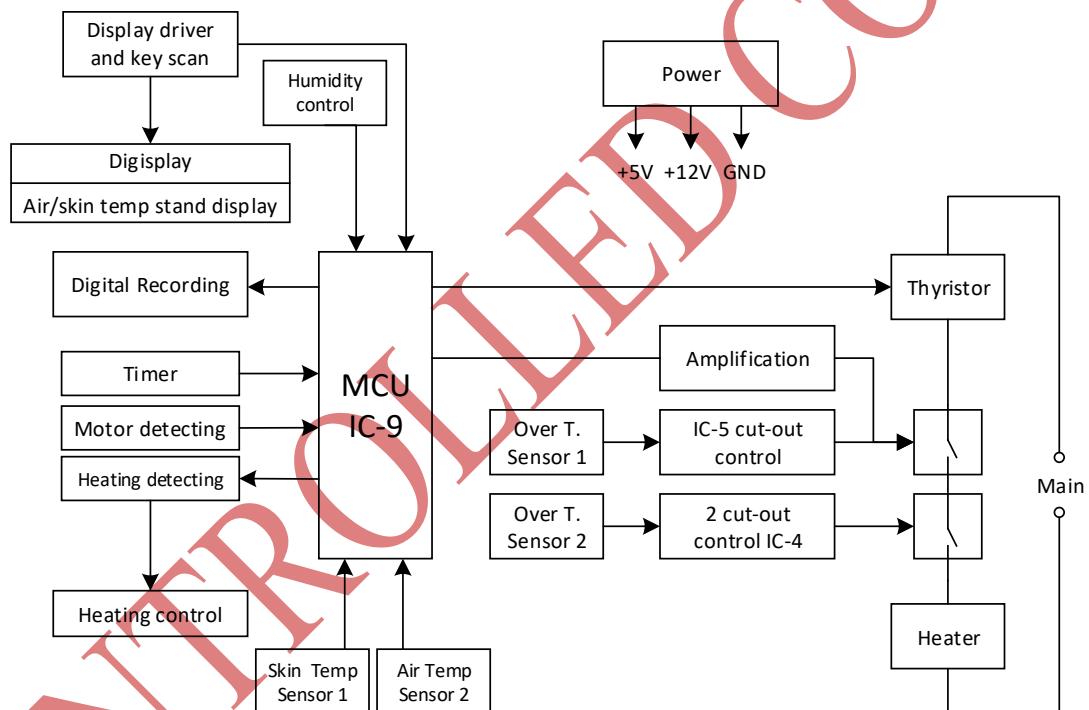 Display driver
and key scan
Humidity
control
Power
Digisplay
Air/skin temp stand display
+5V +12V GND
Digital Recording
Thyristor
Timer
MCU
IC-9
Amplification
Motor detecting
Over T.
Sensor 1
IC-5 cut-out
control
Heating detecting
Main
Over T.
Sensor 2
2 cut-out
control IC-4
Heating control
Heater
Skin Temp
Sensor 1
Air Temp
Sensor 2
NTROLLED CO